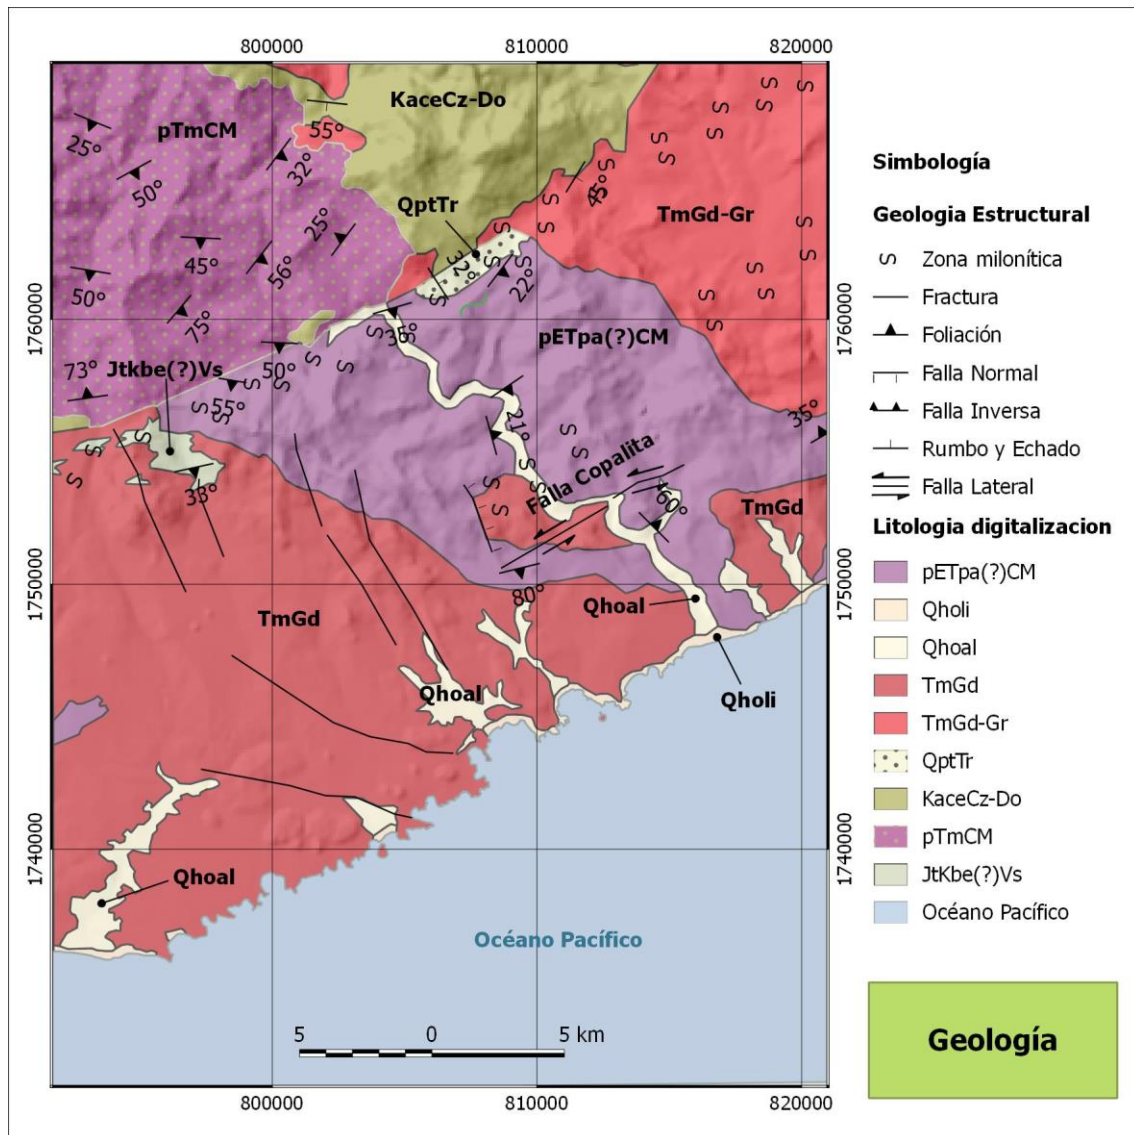 800000
810000
820000
KaceCz-Do
pTmCM
55°
25°
32°
50°
45°
QptTr
TmGd-Gr
25°
45°
56°
32°
22°
50°
1760000
1760000
75°
35°
pETpa(?)CM
73°
Jtkbe(?)Vs
50°
55°
21°
35°
Falla Copalita
33°
60°
TmGd
1750000
1750000
80°
TmGd
Qhoal
Qhoal
Qholi
1740000
1740000
Qhoal
Océano Pacífico
5
0
5 km
800000
810000
820000
Simbología
Geologia Estructural
S Zona milonítica
Fractura
Foliación
Falla Normal
Falla Inversa
Rumbo y Echado
Falla Lateral
Litologia digitalizacion
pETpa(?)CM
Qholi
Qhoal
TmGd
TmGd-Gr
QptTr
KaceCz-Do
pTmCM
JtKbe(?)Vs
Océano Pacífico
Geología